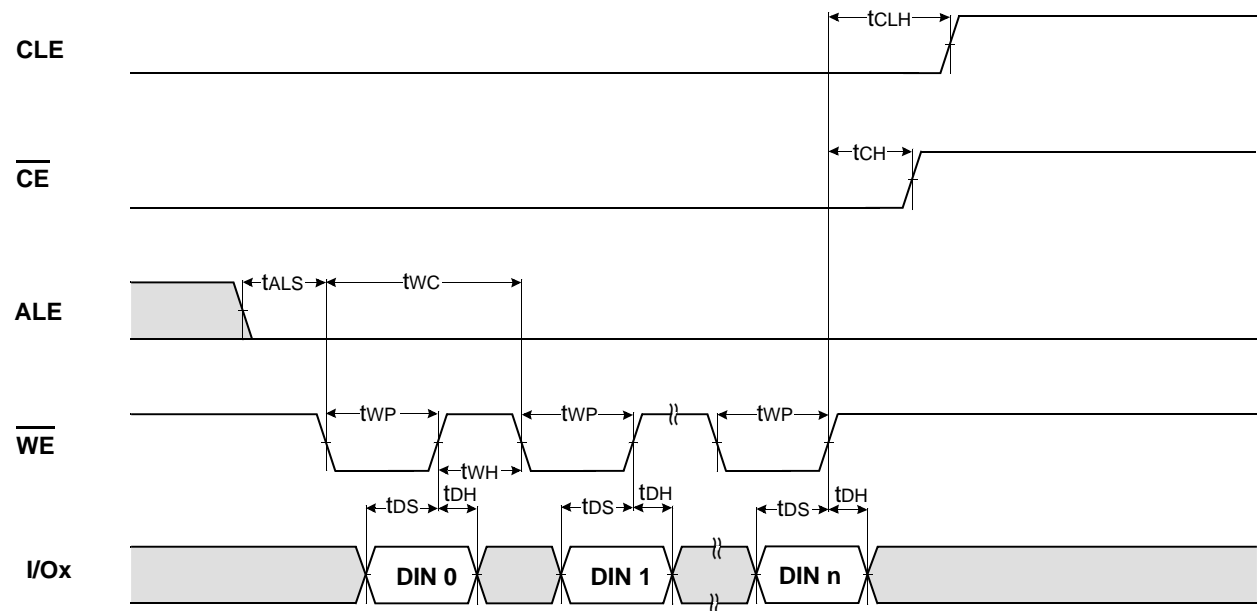 tCLH
CLE
tCH
CE
tALS
tWC
ALE
tWP
tWP
tWP
WE
tWH
tDS
tDH
tDS
tDH
tDS
tDH
I/Ox
DIN 0
DIN 1
DIN n